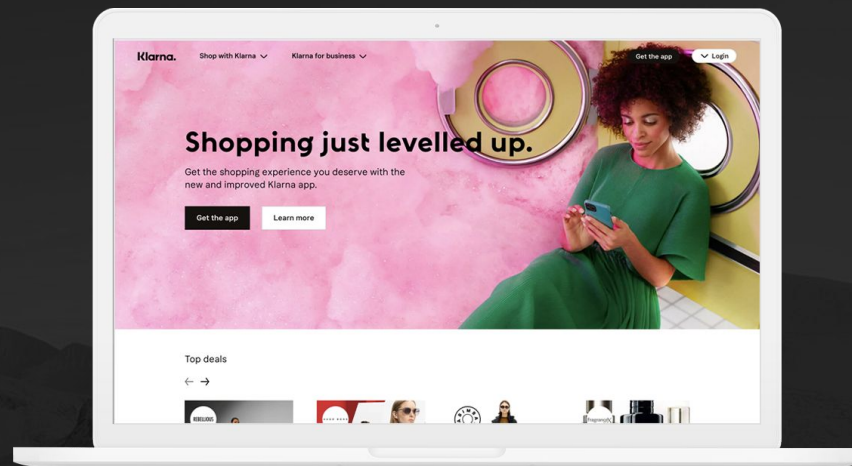 Klarna.
Shop with Klarna
Klarna for business
Get the app
Login
Shopping just levelled up.
Get the shopping experience you deserve with the
new and improved Klarna app.
Get the app
Learn more
Top deals
REBELLIOUS